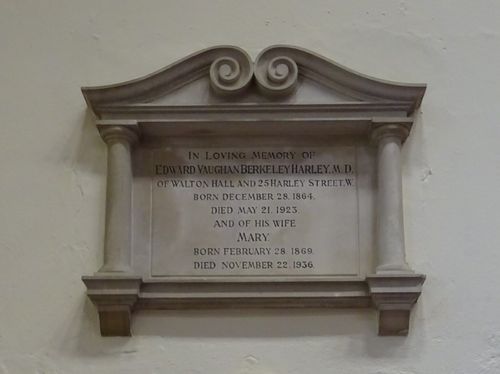 IN LOVING MEMORY OF
EDWARD VAUGHAN BERKELEY HARLEY, M.D.
OF WALTON HALL AND 25 HARLEY STREET, W.
BORN DECEMBER 28. 1864.
DIED MAY 21. 1923.
AND OF HIS WIFE
MARY.
BORN FEBRUARY 28. 1869.
DIED NOVEMBER 22. 1936.